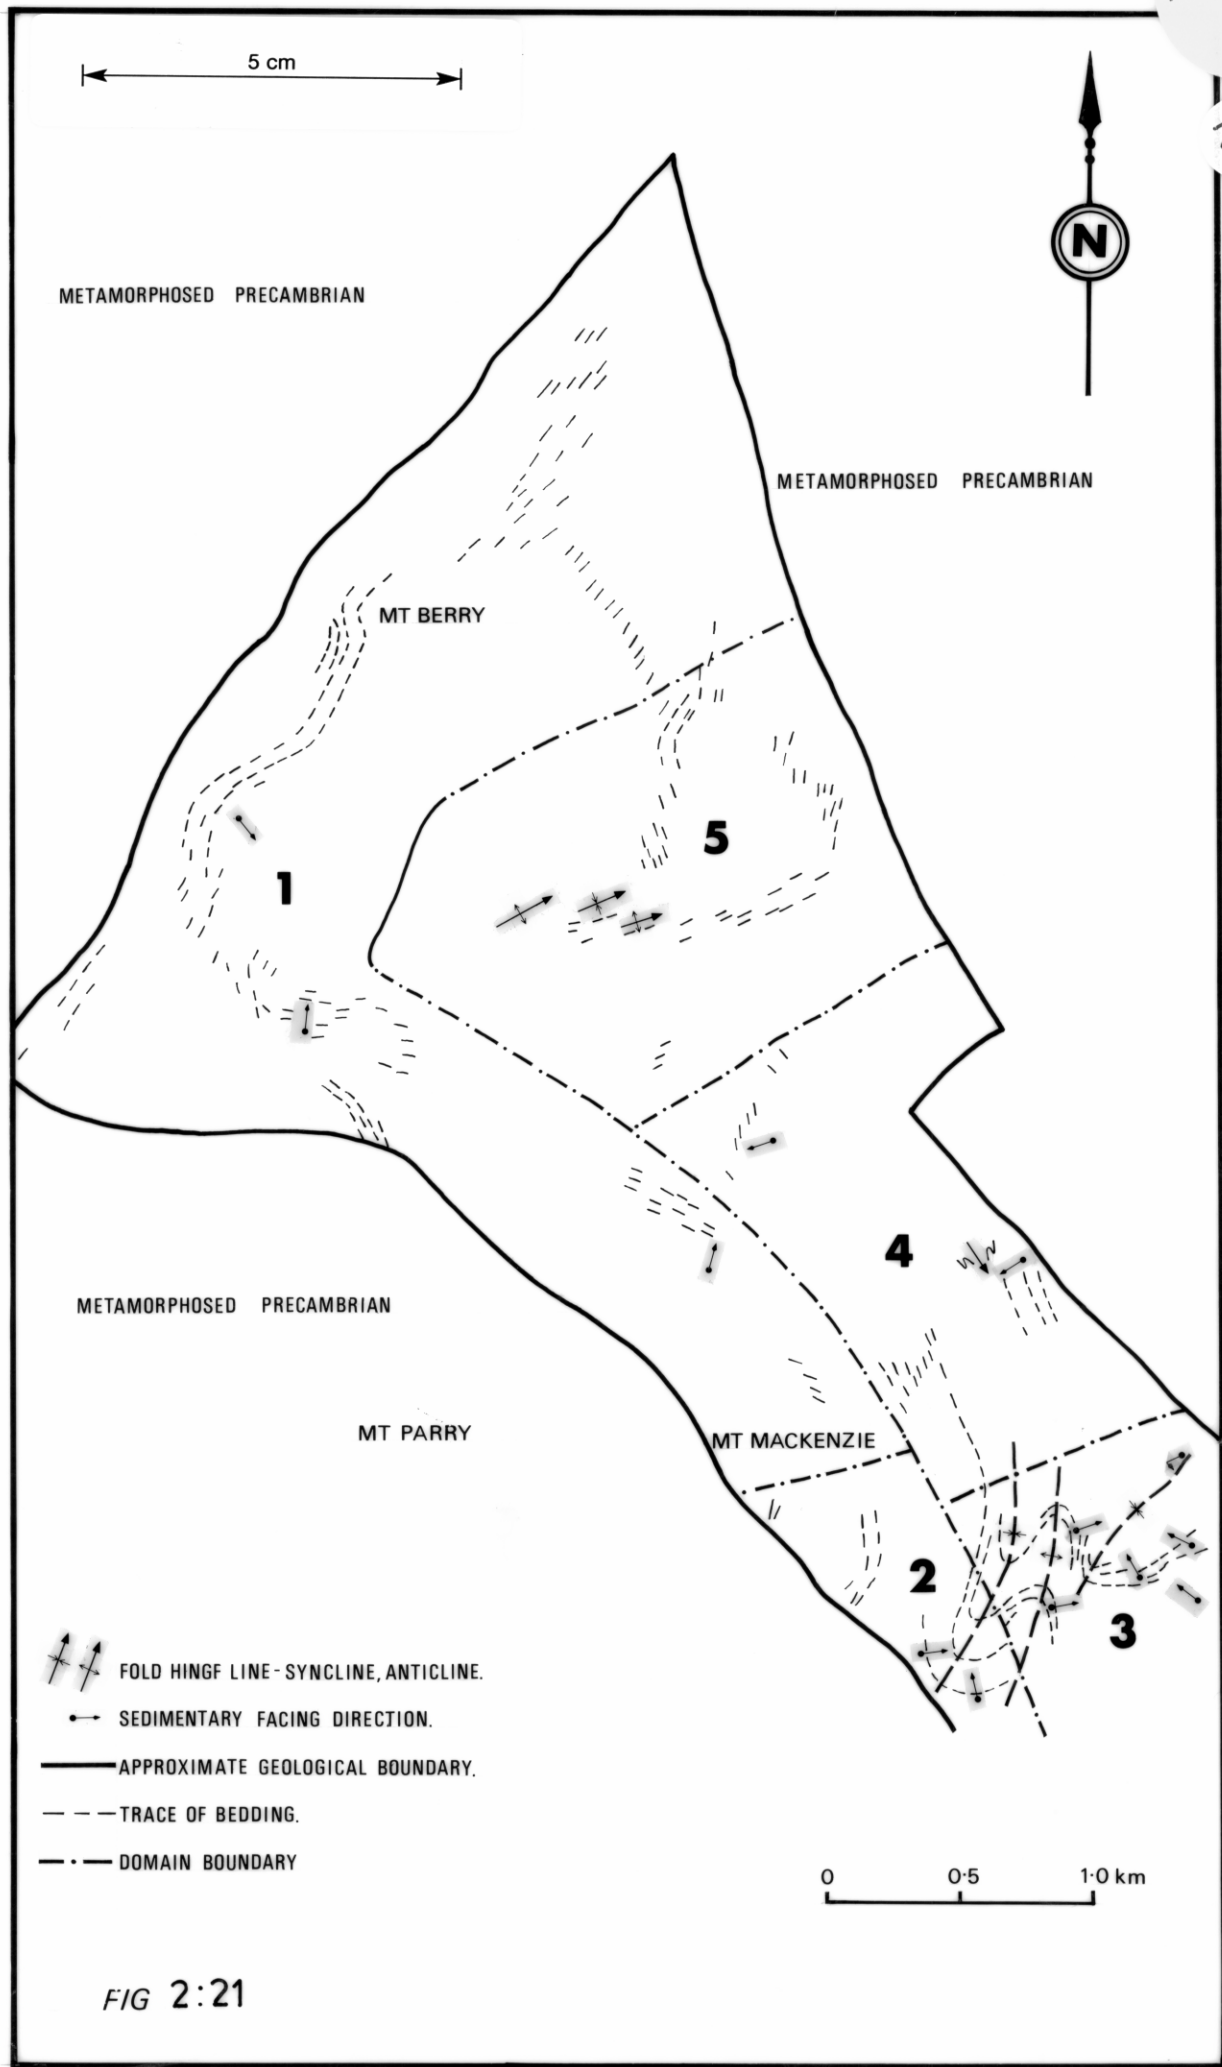 5 cm
N
METAMORPHOSED PRECAMBRIAN
METAMORPHOSED PRECAMBRIAN
MT BERRY
5
1
4
METAMORPHOSED PRECAMBRIAN
MT PARRY
MT MACKENZIE
2
3
FOLD HINGF LINE - SYNCLINE, ANTICLINE.
SEDIMENTARY FACING DIRECTION.
APPROXIMATE GEOLOGICAL BOUNDARY.
TRACE OF BEDDING.
DOMAIN BOUNDARY
0 0·5 1·0 km
FIG 2:21